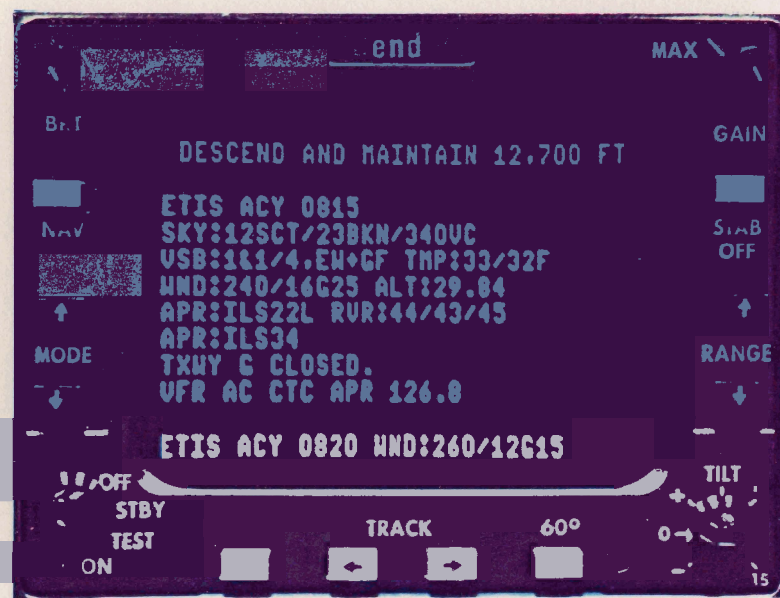 end
MAX
BRT
GAIN
DESCEND AND MAINTAIN 12,700 FT
ETIS ACY 0815
SKY:12SCT/23BKN/340VC
NAV
STAB
OFF
VSB:1&1/4,EW+GF TMP:33/32F
WND:240/16G25 ALT:29.84
APR:ILS22L RVR:44/43/45
APR:ILS34
MODE
RANGE
TXWY G CLOSED.
VFR AC CTC APR 126.8
ETIS ACY 0820 WND:260/12G15
OFF
TILT
STBY
TRACK
60°
+
0→
TEST
ON
← →
-
15